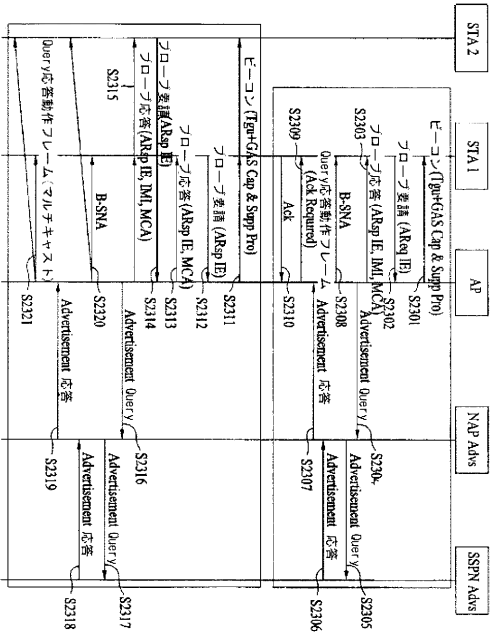 STA 2
STA 1
AP
NAP Advs
SSPN Advs
ビーコン (Tgu+GAS Cap & Supp Pro)
S2301
プローブ要請 (AReq IE)
S2302
プローブ応答 (ARsp IE, IMI, MCA)
S2303
Advertisement Query
S2304
Advertisement Query
S2305
Advertisement 応答
S2306
Advertisement 応答
S2307
B-SNA
S2308
Query応答動作フレーム
(Ack Required)
S2309
Ack
S2310
ビーコン (Tgu+GAS Cap & Supp Pro)
S2311
プローブ要請 (ARsp IE)
S2312
プローブ応答 (ARsp IE, MCA)
S2313
プローブ要請 (ARsp IE)
S2314
プローブ応答 (ARsp IE, IMI, MCA)
S2315
Advertisement Query
S2316
Advertisement Query
S2317
Advertisement 応答
S2318
Advertisement 応答
S2319
B-SNA
S2320
Query応答動作フレーム(マルチキャスト)
S2321